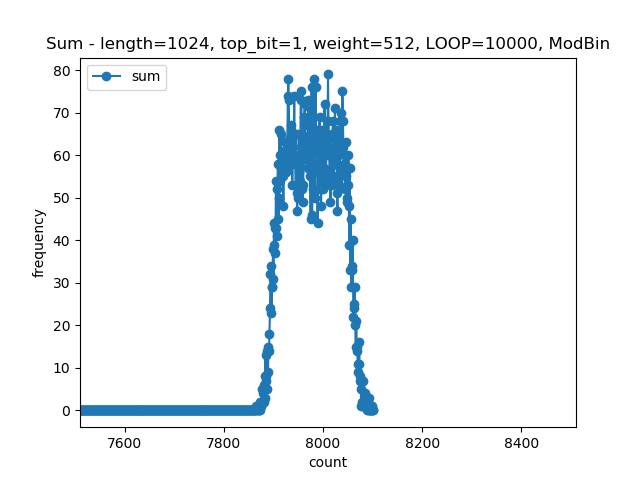 Sum - length=1024, top_bit=1, weight=512, LOOP=10000, ModBin
sum
80
70
60
50
40
30
20
10
0
frequency
7600 7800 8000 8200 8400
count